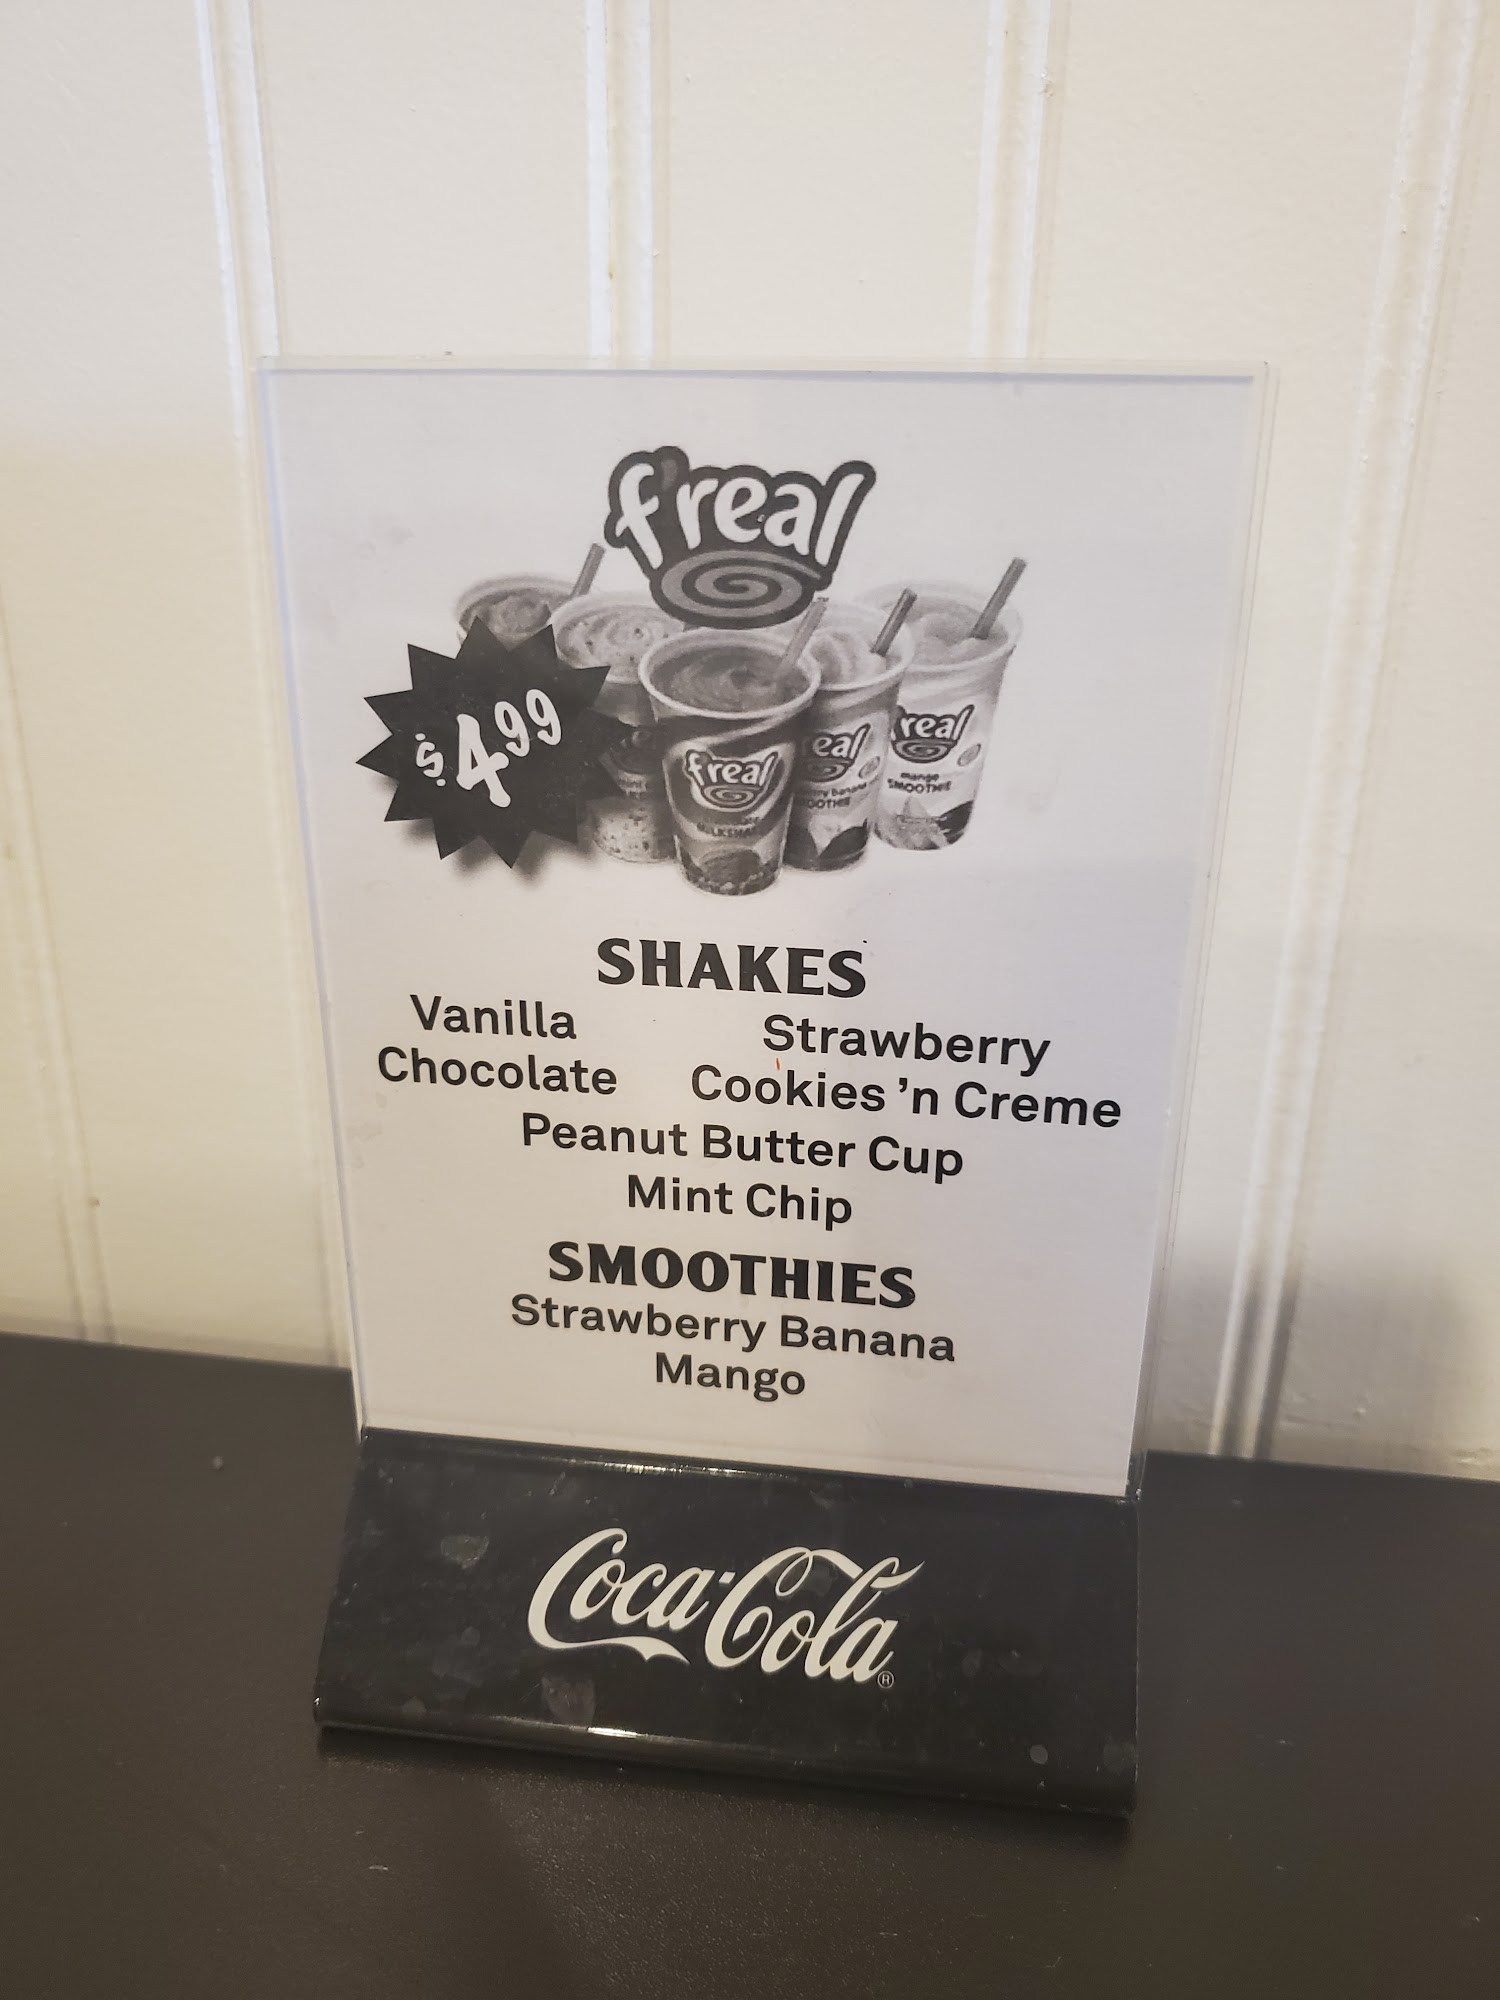 f'real
$4.99
f'real
real
mango
SMOOTHIE
SHAKES
Vanilla Strawberry
Chocolate Cookies 'n Creme
Peanut Butter Cup
Mint Chip
SMOOTHIES
Strawberry Banana
Mango
Coca-Cola®